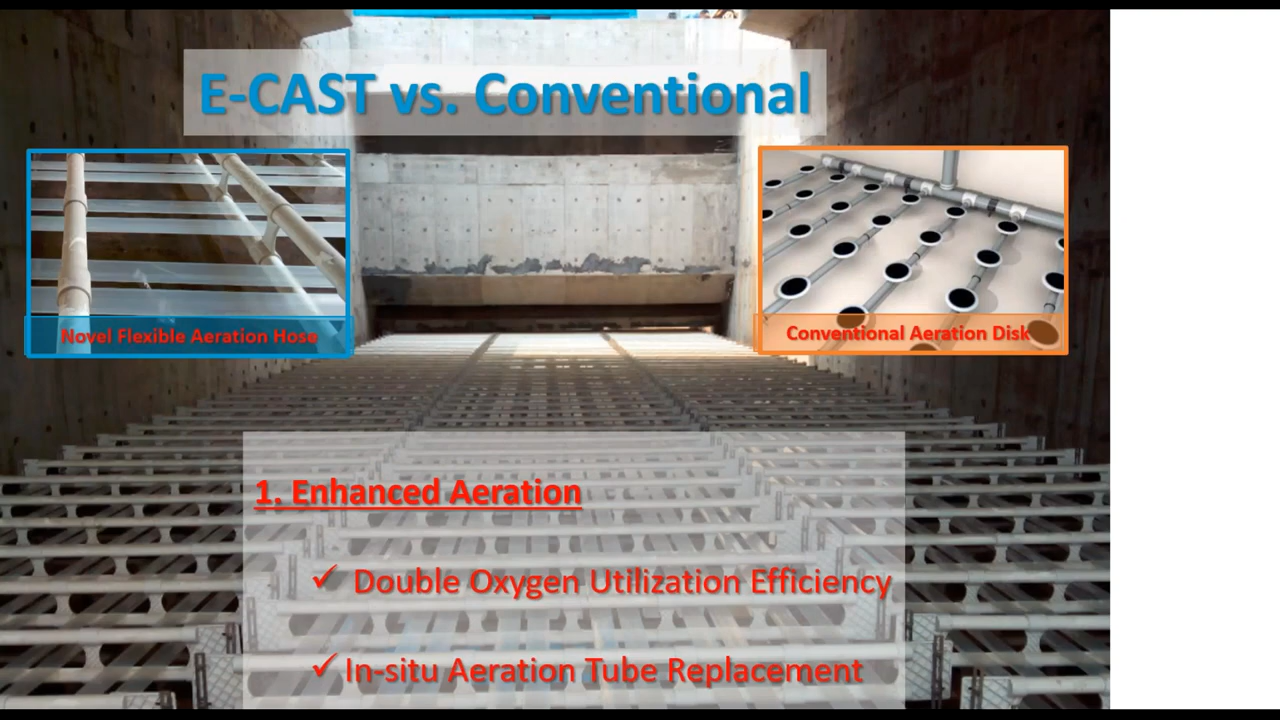 E-CAST vs. Conventional
Novel Flexible Aeration Hose
Conventional Aeration Disk
1. Enhanced Aeration
✓ Double Oxygen Utilization Efficiency
✓ In-situ Aeration Tube Replacement